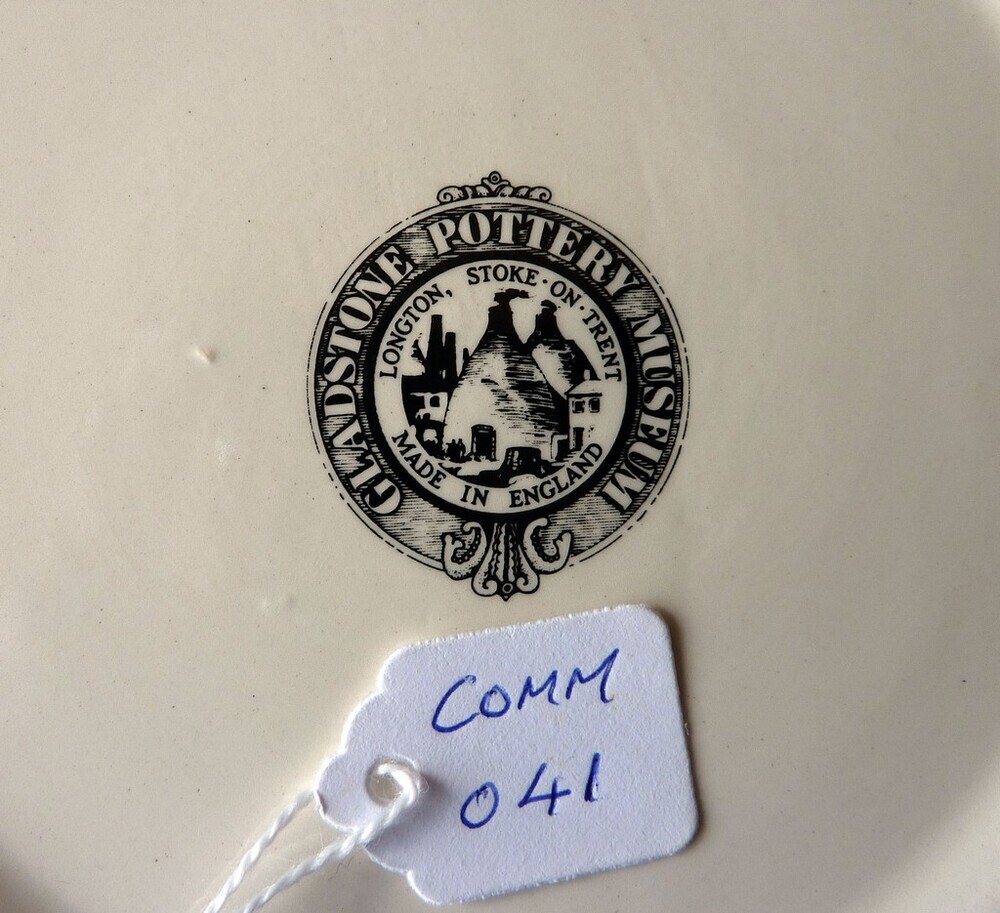 GLADSTONE POTTERY MUSEUM
LONGTON, STOKE·ON·TRENT
MADE IN ENGLAND
COMM
041